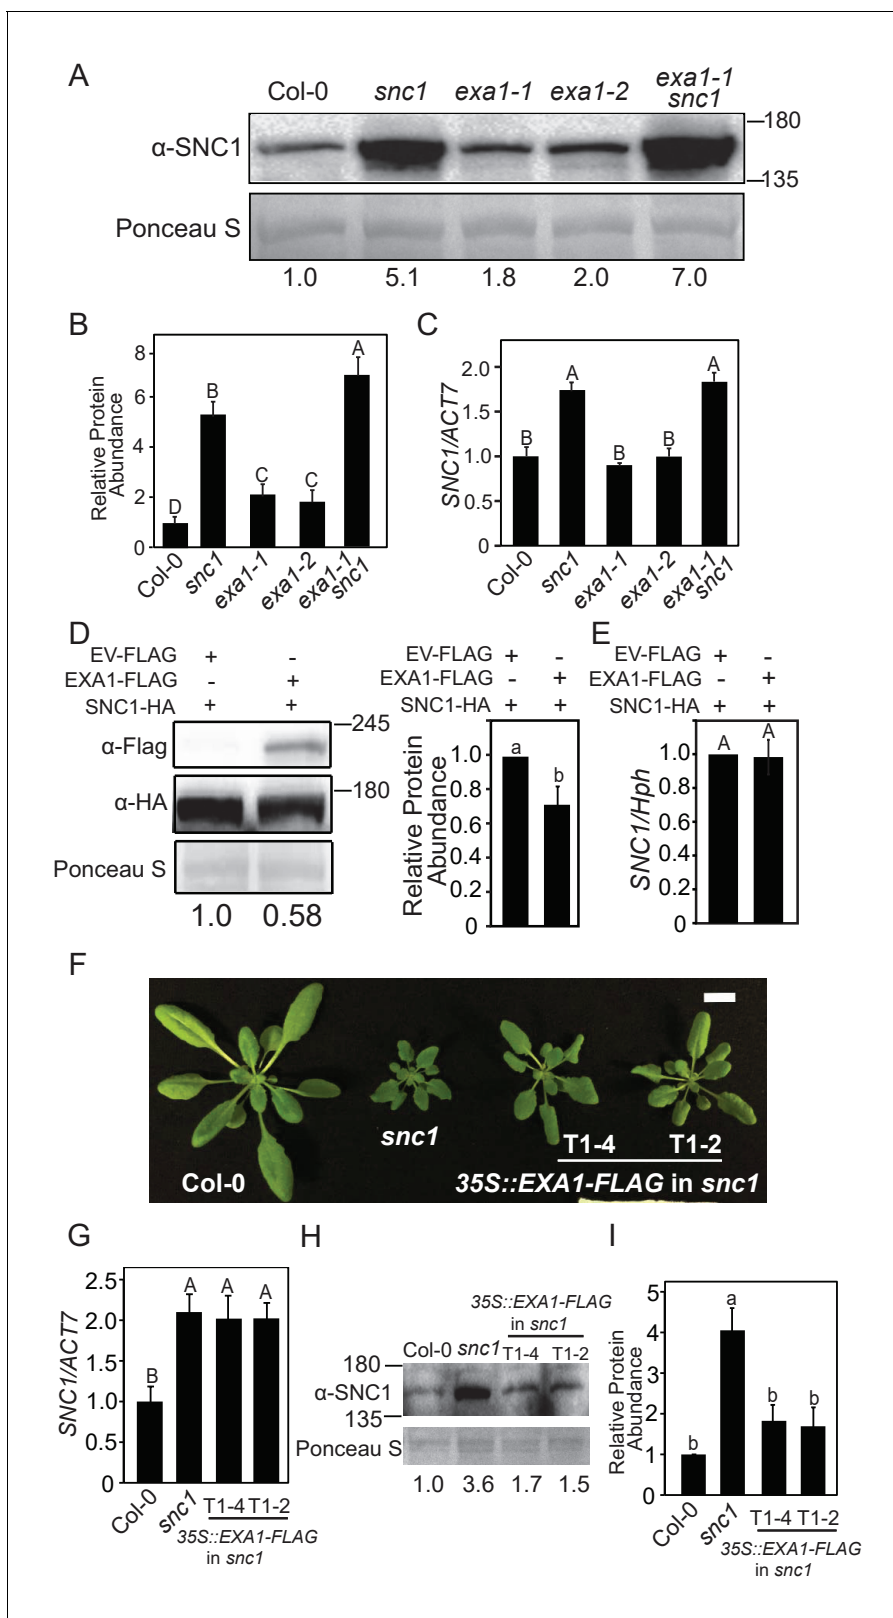 A
Col-0 snc1 exa1-1 exa1-2 exa1-1 snc1
α-SNC1
180
135
Ponceau S
1.0 5.1 1.8 2.0 7.0
B
Relative Protein
Abundance
8
6
4
2
0
D B C C A
Col-0 snc1 exa1-1 exa1-2 exa1-1 snc1
C
SNC1/ACT7
2.0
1.5
1.0
0.5
0
B A B B A
Col-0 snc1 exa1-1 exa1-2 exa1-1 snc1
D
EV-FLAG + -
EXA1-FLAG - +
SNC1-HA + +
α-Flag
245
α-HA
180
Ponceau S
1.0 0.58
EV-FLAG + -
EXA1-FLAG - +
SNC1-HA + +
Relative Protein
Abundance
1.0
0.8
0.6
0.4
0.2
0
a b
E
EV-FLAG + -
EXA1-FLAG - +
SNC1-HA + +
SNC1/Hph
1.0
0.8
0.6
0.4
0.2
0
A A
F
Col-0
snc1
T1-4 T1-2
35S::EXA1-FLAG in snc1
G
SNC1/ACT7
2.5
2.0
1.5
1.0
0.5
0
B A A A
Col-0 snc1 T1-4 T1-2
35S::EXA1-FLAG
in snc1
H
35S::EXA1-FLAG
in snc1
Col-0 snc1 T1-4 T1-2
180
α-SNC1
135
Ponceau S
1.0 3.6 1.7 1.5
I
Relative Protein
Abundance
5
4
3
2
1
0
b a b b
Col-0 snc1 T1-4 T1-2
35S::EXA1-FLAG
in snc1